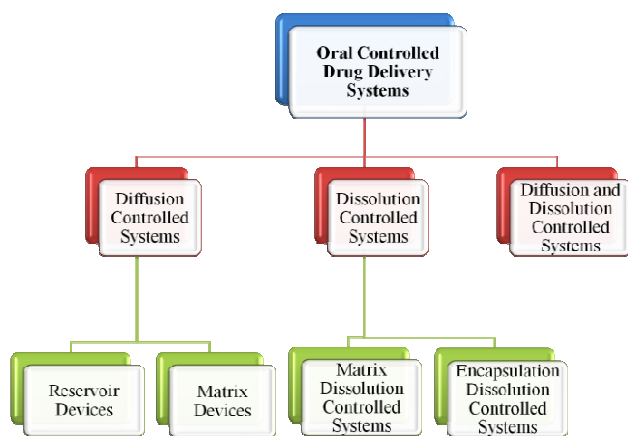 Oral Controlled
Drug Delivery
Systems
Diffusion
Controlled
Systems
Dissolution
Controlled
Systems
Diffusion and
Dissolution
Controlled
Systems
Reservoir
Devices
Matrix
Devices
Matrix
Dissolution
Controlled
Systems
Encapsulation
Dissolution
Controlled
Systems